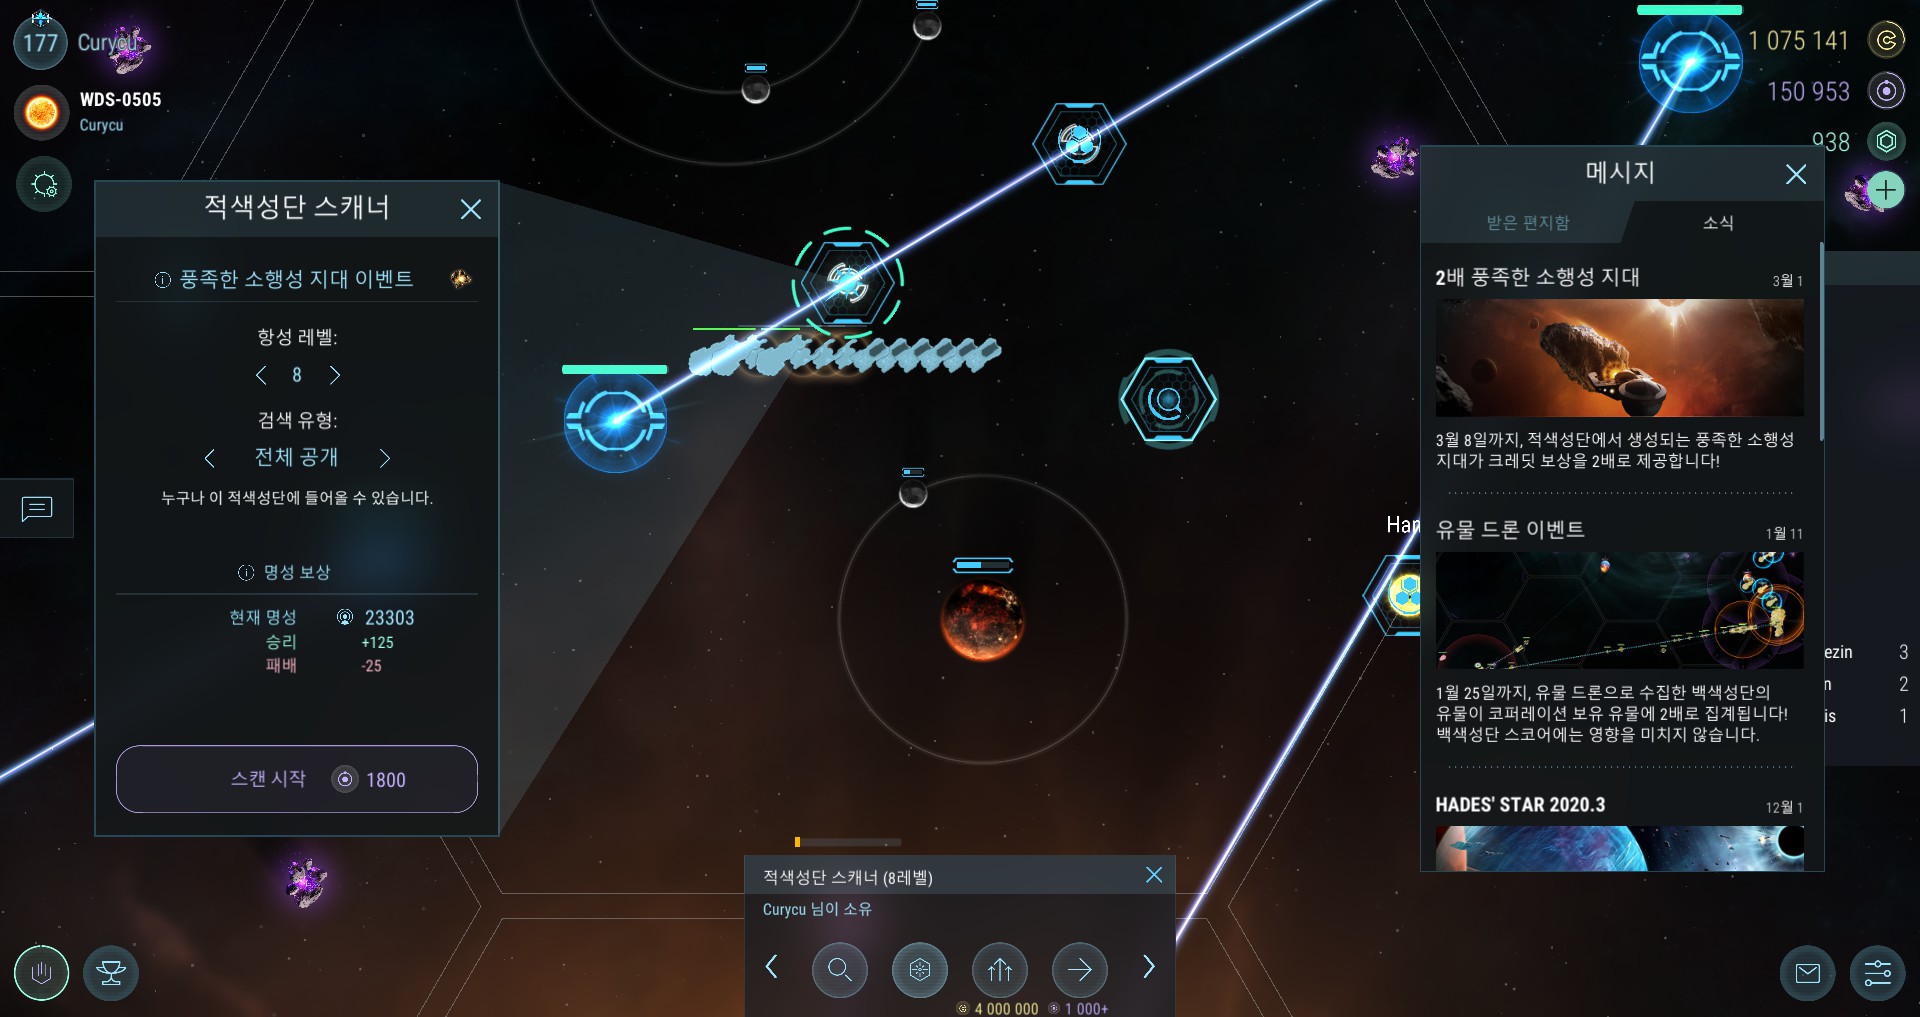 177
Curycu
WDS-0505
Curycu
1 075 141
150 953
938
적색성단 스캐너
풍족한 소행성 지대 이벤트
항성 레벨:
8
검색 유형:
전체 공개
누구나 이 적색성단에 들어올 수 있습니다.
명성 보상
현재 명성 23303
승리 +125
패배 -25
스캔 시작 1800
Har
적색성단 스캐너 (8레벨)
Curycu 님이 소유
4 000 000 1 000+
메시지
받은 편지함 소식
2배 풍족한 소행성 지대 3월 1
3월 8일까지, 적색성단에서 생성되는 풍족한 소행성
지대가 크레딧 보상을 2배로 제공합니다!
유물 드론 이벤트 1월 11
1월 25일까지, 유물 드론으로 수집한 백색성단의
유물이 코퍼레이션 보유 유물에 2배로 집계됩니다!
백색성단 스코어에는 영향을 미치지 않습니다.
HADES' STAR 2020.3 12월 1
ezin 3
n 2
is 1